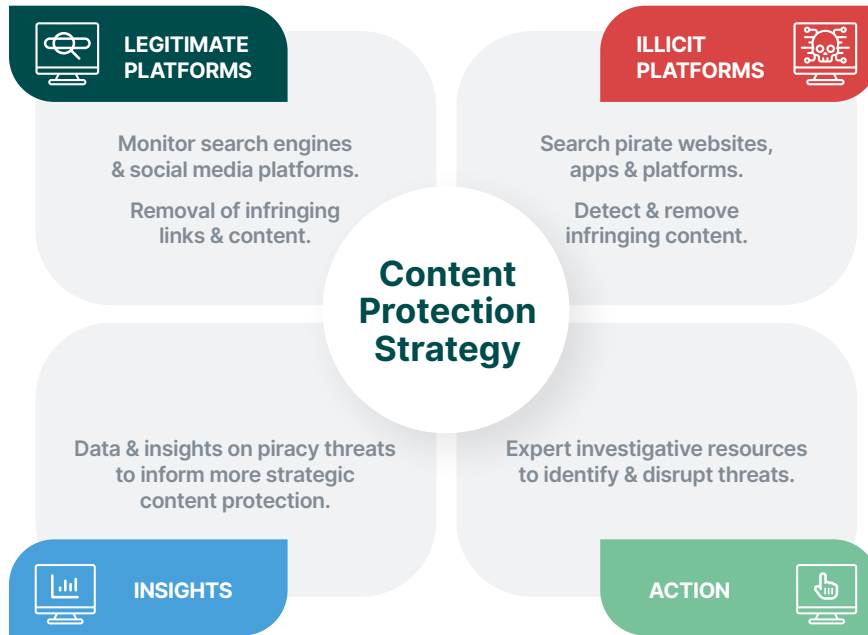 LEGITIMATE
PLATFORMS
Monitor search engines
& social media platforms.
Removal of infringing
links & content.
ILLICIT
PLATFORMS
Search pirate websites,
apps & platforms.
Detect & remove
infringing content.
Content
Protection
Strategy
Data & insights on piracy threats
to inform more strategic
content protection.
INSIGHTS
Expert investigative resources
to identify & disrupt threats.
ACTION